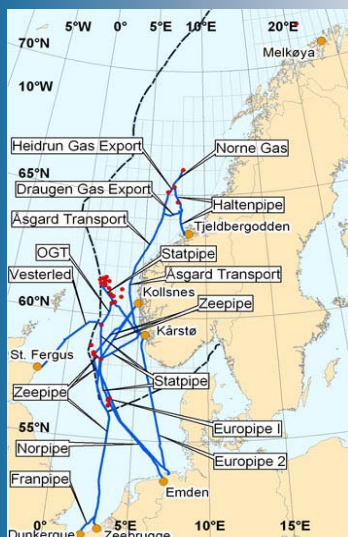 5°W 0° 5°E 10°E 15°E 20°E
70°N
Melkøya
10°W
65°N
Heidrun Gas Export
Norne Gas
Draugen Gas Export
Haltenpipe
Åsgard Transport
Tjeldbergodden
OGT
Statpipe
Vesterled
Åsgard Transport
Kollsnes
60°N
Zeepipe
Kårstø
St. Fergus
Zeepipe
Statpipe
55°N
Europipe I
Norpipe
Europipe 2
Franpipe
Emden
0° 5°E 10°E 15°E
Dunkerque
Zeebrugge